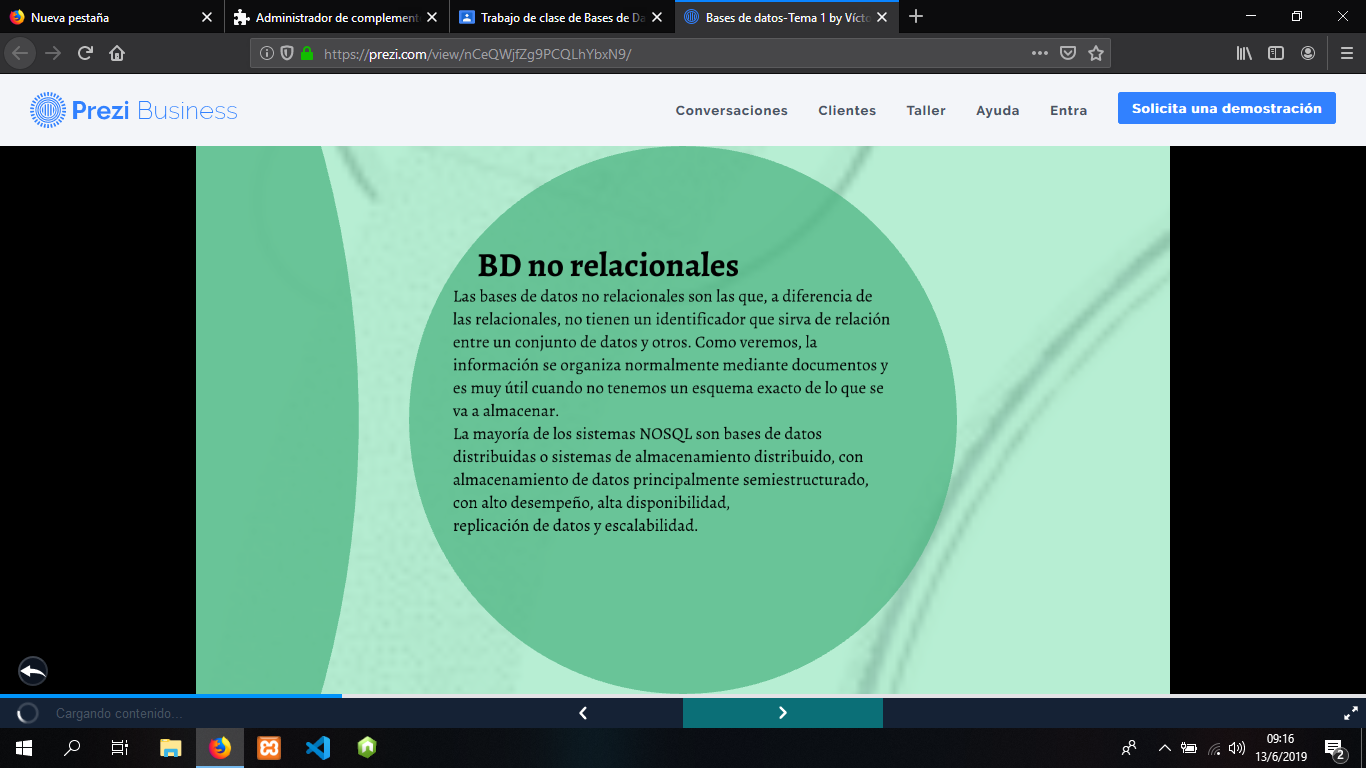 Nueva pestaña
Administrador de complement
Trabajo de clase de Bases de Da
Bases de datos-Tema 1 by Vícto
https://prezi.com/view/nCeQWjfZg9PCQLhYbxN9/
Prezi Business
Conversaciones
Clientes
Taller
Ayuda
Entra
Solicita una demostración
BD no relacionales
Las bases de datos no relacionales son las que, a diferencia de
las relacionales, no tienen un identificador que sirva de relación
entre un conjunto de datos y otros. Como veremos, la
información se organiza normalmente mediante documentos y
es muy útil cuando no tenemos un esquema exacto de lo que se
va a almacenar.
La mayoría de los sistemas NOSQL son bases de datos
distribuidas o sistemas de almacenamiento distribuido, con
almacenamiento de datos principalmente semiestructurado,
con alto desempeño, alta disponibilidad,
replicación de datos y escalabilidad.
Cargando contenido...
09:16
13/6/2019
2